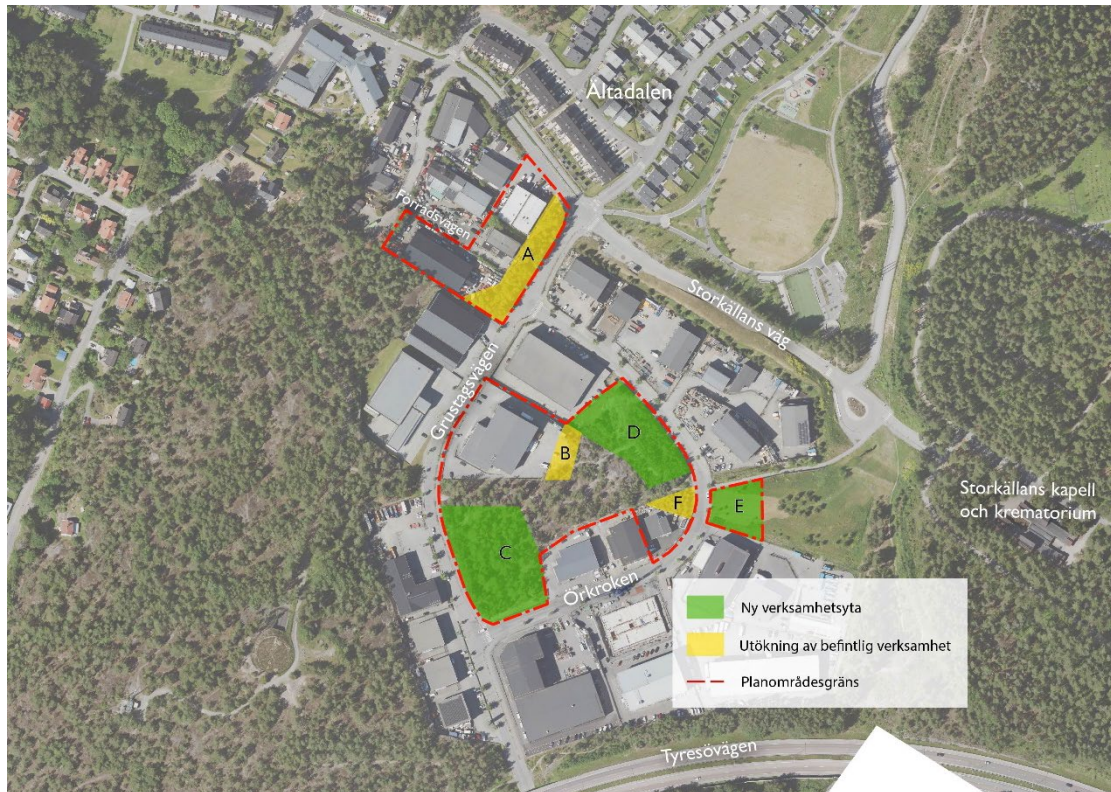 Ältadalen
Förrådsvägen
A
Storkällans väg
Grustagsvägen
D
B
F
E
Storkällans kapell
och krematorium
C
Örkroken
Ny verksamhetsyta
Utökning av befintlig verksamhet
Planområdesgräns
Tyresövägen